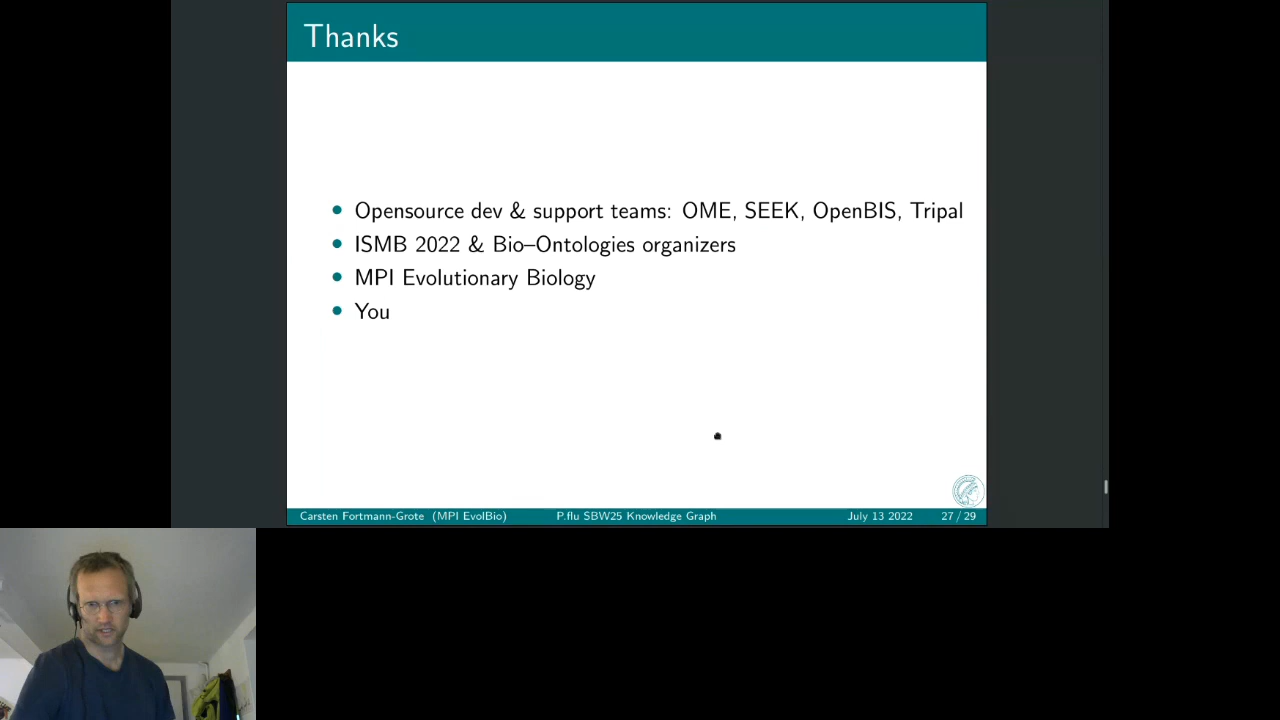 Thanks
Opensource dev & support teams: OME, SEEK, OpenBIS, Tripal
ISMB 2022 & Bio–Ontologies organizers
MPI Evolutionary Biology
You
Carsten Fortmann-Grote (MPI EvolBio) P.flu SBW25 Knowledge Graph July 13 2022 27 / 29